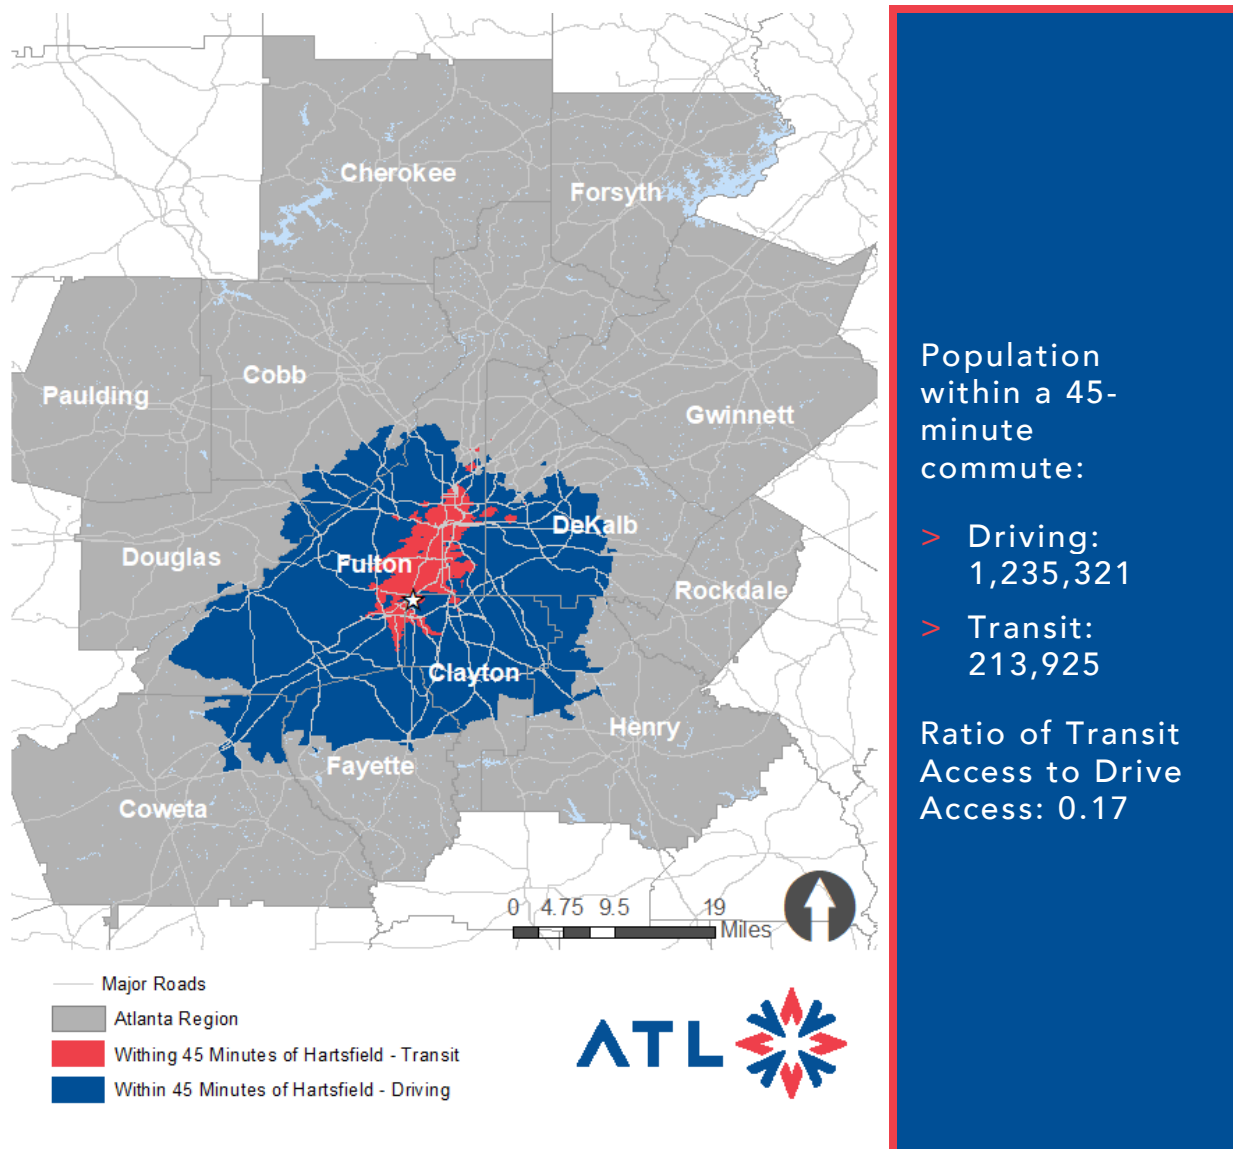 Cherokee
Forsyth
Cobb
Paulding
Gwinnett
DeKalb
Douglas
Fulton
Rockdale
Clayton
Henry
Fayette
Coweta
0 4.75 9.5 19
Miles
Major Roads
Atlanta Region
Withing 45 Minutes of Hartsfield - Transit
Within 45 Minutes of Hartsfield - Driving
ATL
Population
within a 45-
minute
commute:
> Driving:
1,235,321
> Transit:
213,925
Ratio of Transit
Access to Drive
Access: 0.17